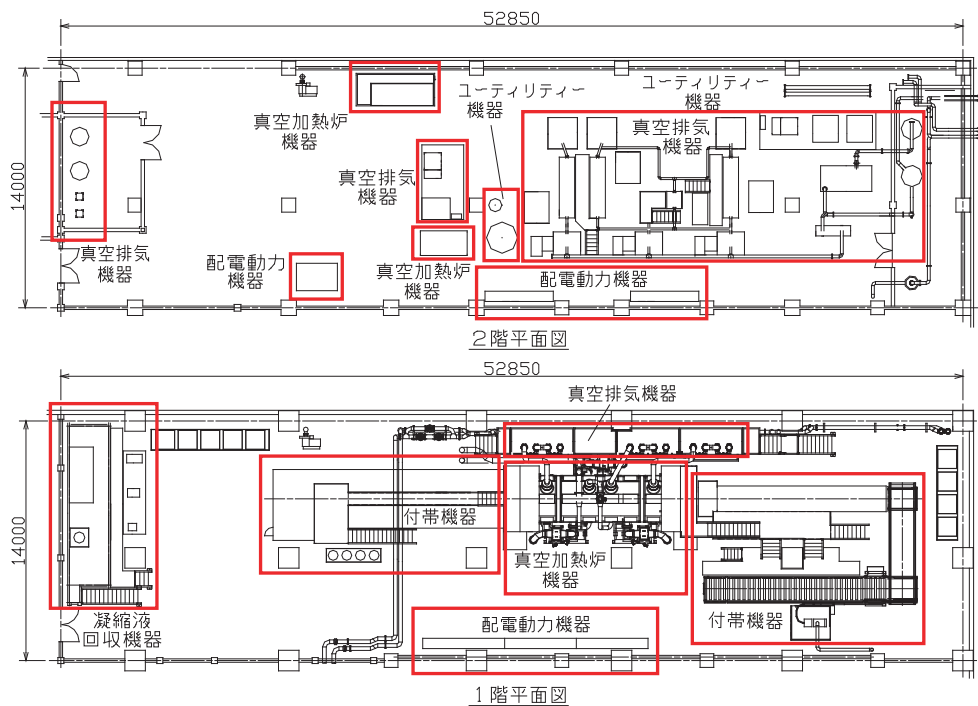 52850
14000
真空加熱炉
機器
ユーティリティー
機器
ユーティリティー
機器
真空排気
機器
真空排気
機器
真空排気
機器
配電動力
機器
真空加熱炉
機器
配電動力機器
2階平面図
52850
14000
真空排気機器
付帯機器
真空加熱炉
機器
凝縮液
回収機器
配電動力機器
付帯機器
1階平面図